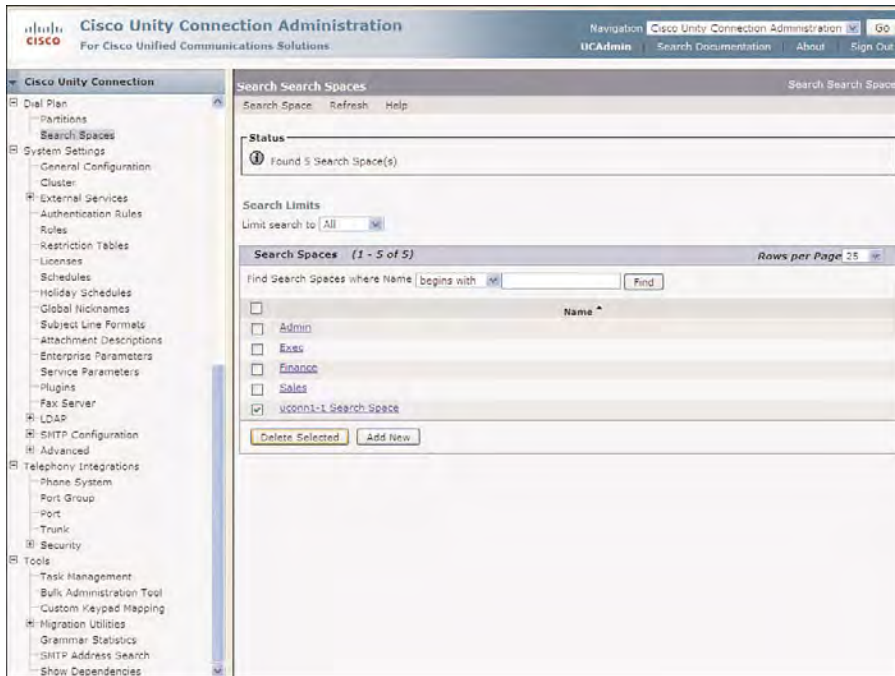 Cisco Unity Connection Administration
Navigation Cisco Unity Connection Administration Go
CISCO
For Cisco Unified Communications Solutions
UCAdmin Search Documentation About Sign Out
Cisco Unity Connection
Dial Plan
Partitions
Search Spaces
System Settings
General Configuration
Cluster
External Services
Authentication Rules
Roles
Restriction Tables
Licenses
Schedules
Holiday Schedules
Global Nicknames
Subject Line Formats
Attachment Descriptions
Enterprise Parameters
Service Parameters
Plugins
Fax Server
LDAP
SMTP Configuration
Advanced
Telephony Integrations
Phone System
Port Group
Port
Trunk
Security
Tools
Task Management
Bulk Administration Tool
Custom Keypad Mapping
Migration Utilities
Grammar Statistics
SMTP Address Search
Show Dependencies
Search Search Spaces
Search Search Space
Search Space Refresh Help
Status
Found 5 Search Space(s)
Search Limits
Limit search to All
Search Spaces (1 - 5 of 5)
Rows per Page 25
Find Search Spaces where Name begins with Find
Name
Admin
Exec
Finance
Sales
uconn1-1 Search Space
Delete Selected Add New